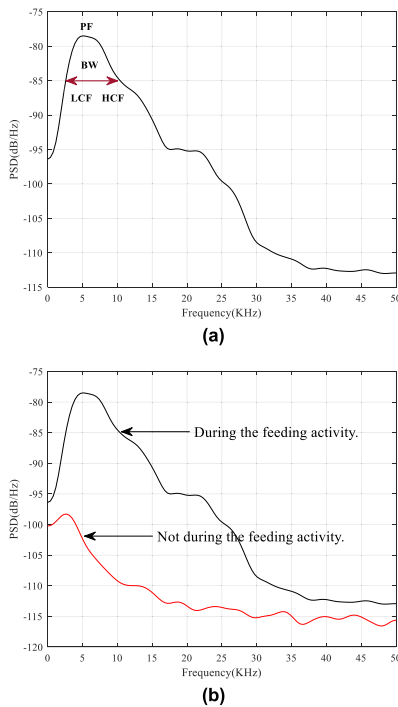 -75
PF
-80
BW
-85
LCF HCF
-90
-95
-100
-105
-110
-115
PSD(dB/Hz)
0 5 10 15 20 25 30 35 40 45 50
Frequency(KHz)
(a)
-75
-80
-85
During the feeding activity.
-90
-95
-100
Not during the feeding activity.
-105
-110
-115
-120
PSD(dB/Hz)
0 5 10 15 20 25 30 35 40 45 50
Frequency(KHz)
(b)